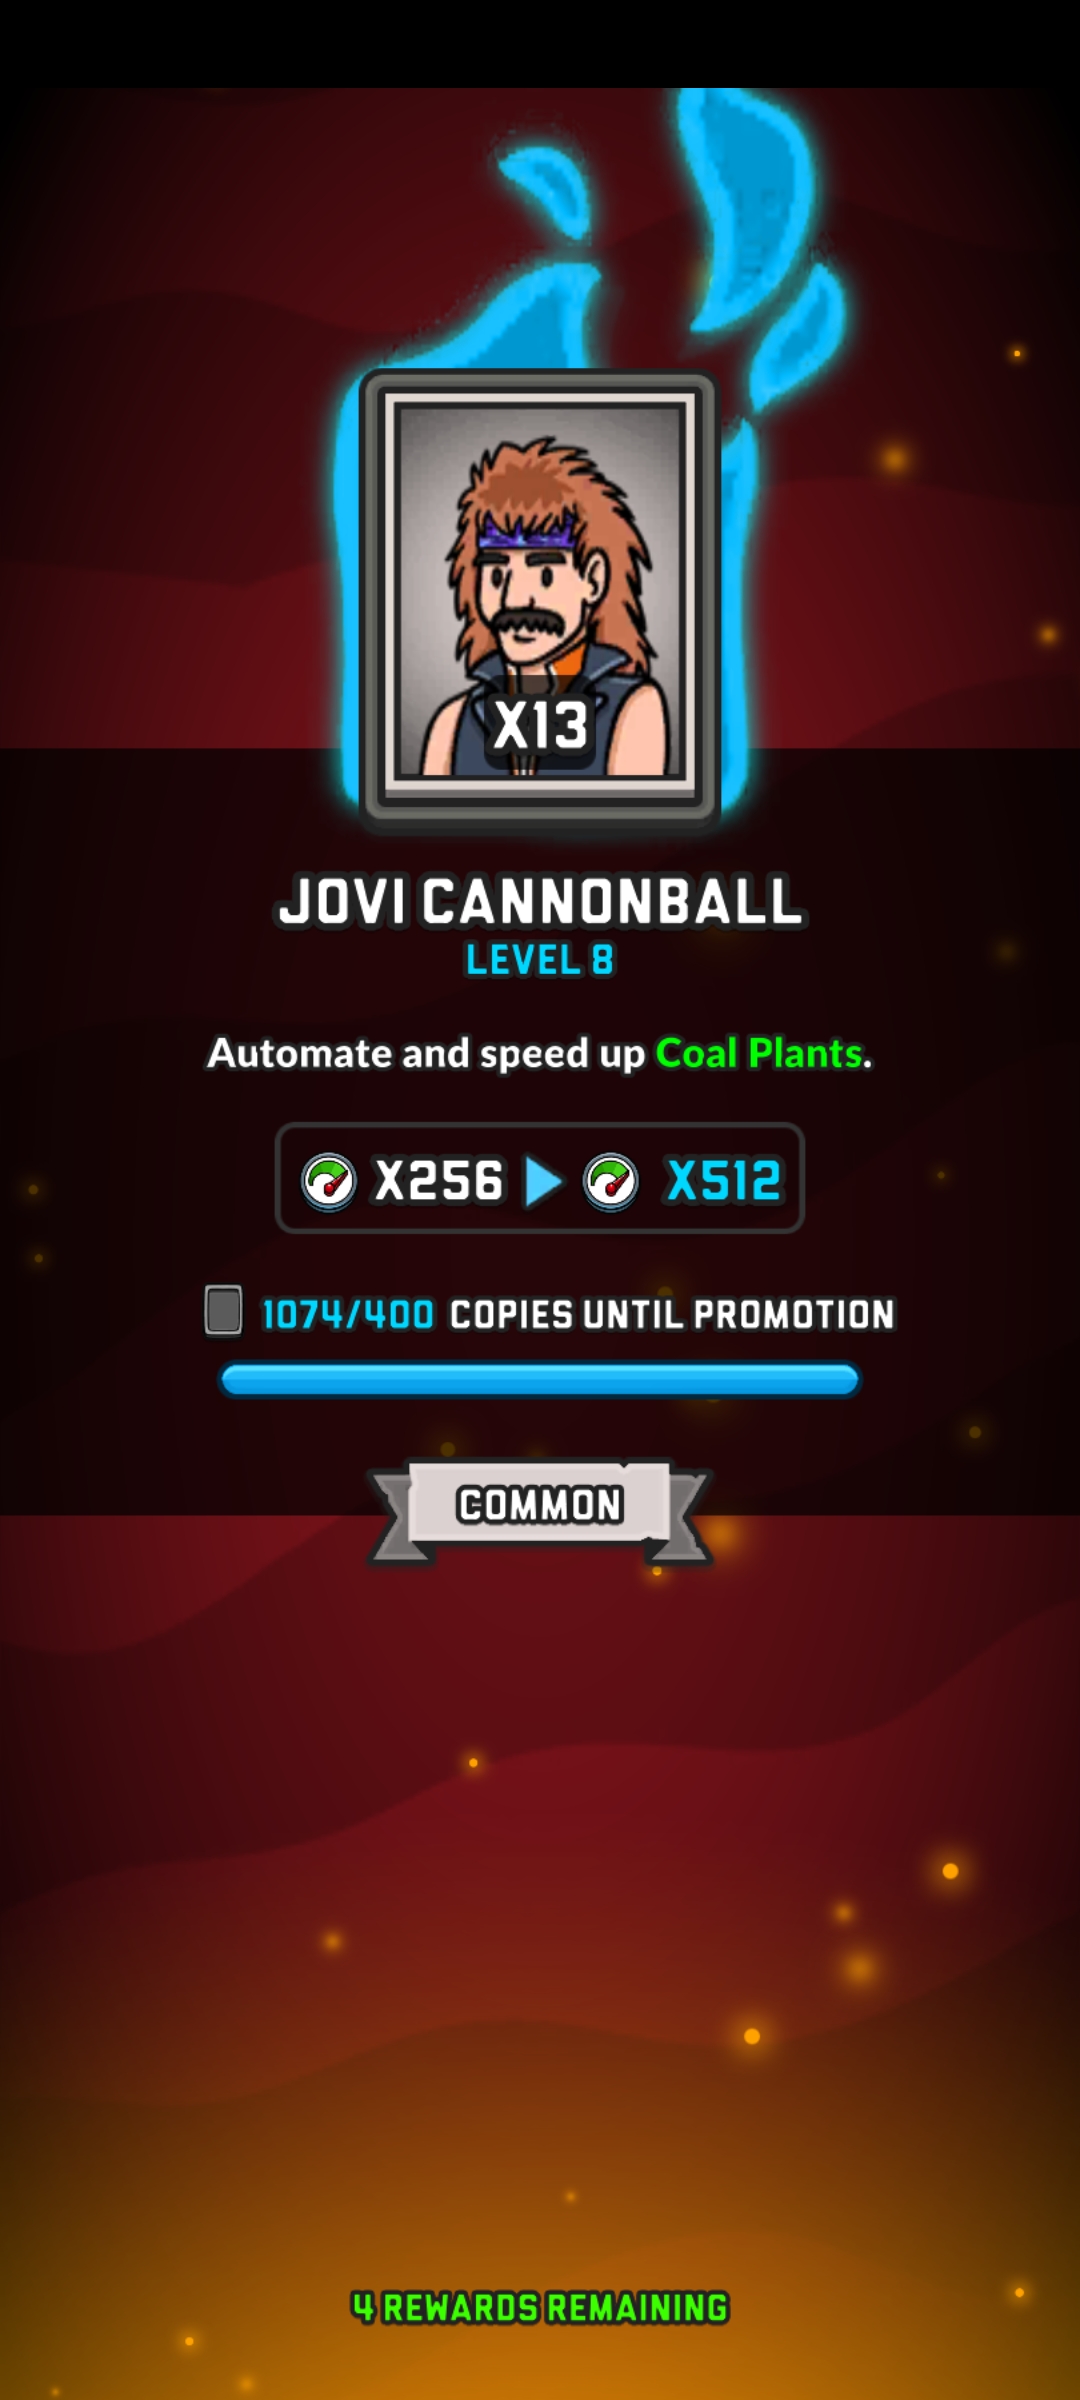 X13
JOVI CANNONBALL
LEVEL 8
Automate and speed up Coal Plants.
X256 X512
1074/400 COPIES UNTIL PROMOTION
COMMON
4 REWARDS REMAINING